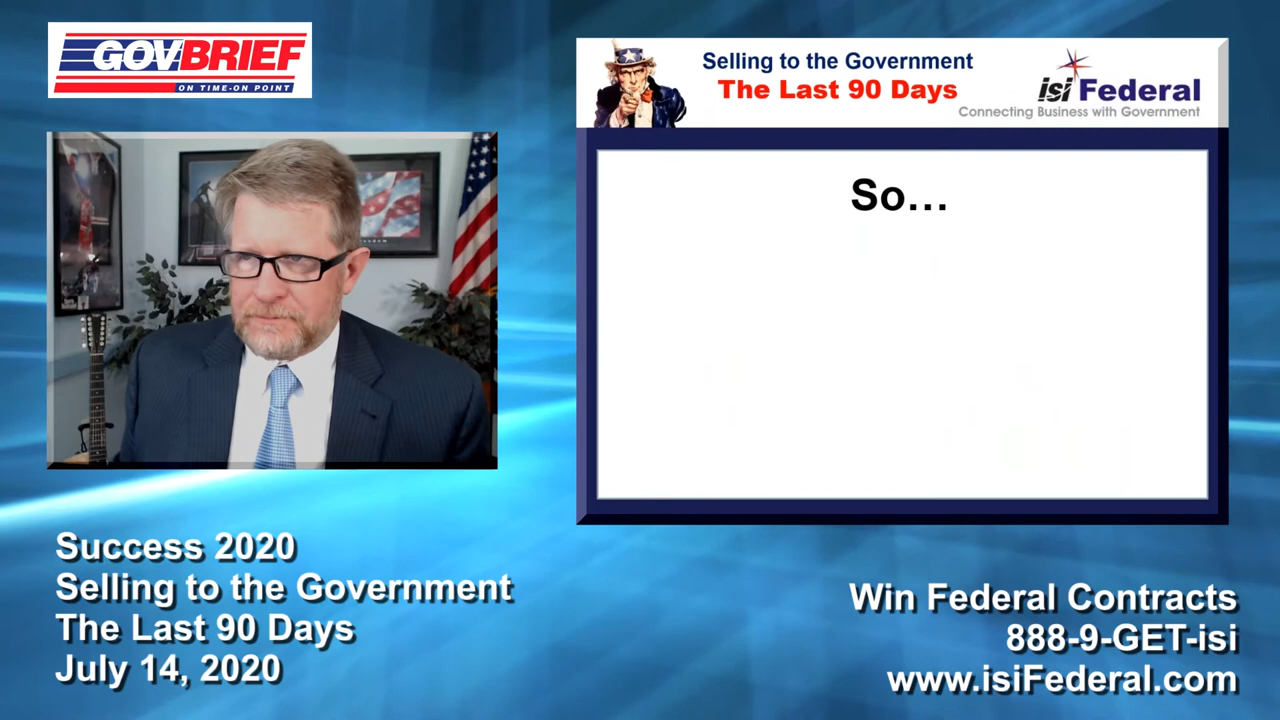 GOVBRIEF
ON TIME-ON POINT
Selling to the Government
The Last 90 Days
isi Federal
Connecting Business with Government
So...
Success 2020
Selling to the Government
The Last 90 Days
July 14, 2020
Win Federal Contracts
888-9-GET-isi
www.isiFederal.com